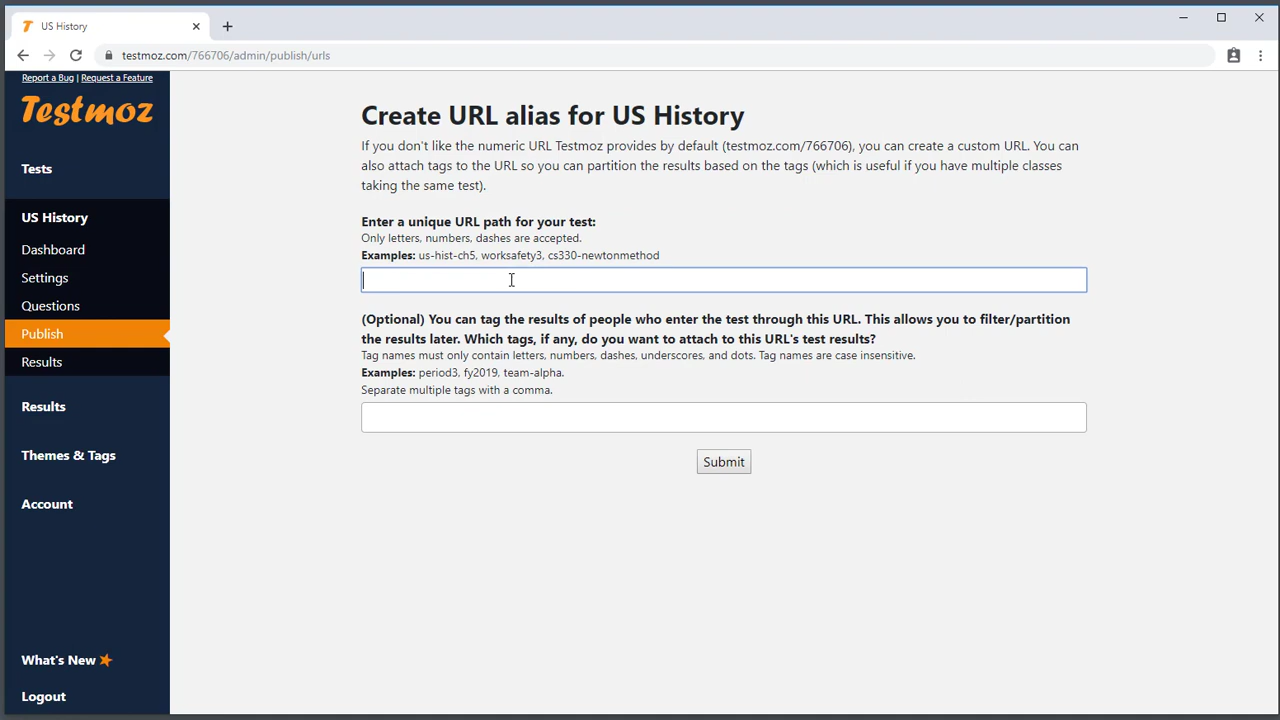 US History
testmoz.com/766706/admin/publish/urls
Report a Bug | Request a Feature
Testmoz
Tests
US History
Dashboard
Settings
Questions
Publish
Results
Results
Themes & Tags
Account
What's New
Logout
Create URL alias for US History
If you don't like the numeric URL Testmoz provides by default (testmoz.com/766706), you can create a custom URL. You can
also attach tags to the URL so you can partition the results based on the tags (which is useful if you have multiple classes
taking the same test).
Enter a unique URL path for your test:
Only letters, numbers, dashes are accepted.
Examples: us-hist-ch5, worksafety3, cs330-newtonmethod
(Optional) You can tag the results of people who enter the test through this URL. This allows you to filter/partition
the results later. Which tags, if any, do you want to attach to this URL's test results?
Tag names must only contain letters, numbers, dashes, underscores, and dots. Tag names are case insensitive.
Examples: period3, fy2019, team-alpha.
Separate multiple tags with a comma.
Submit